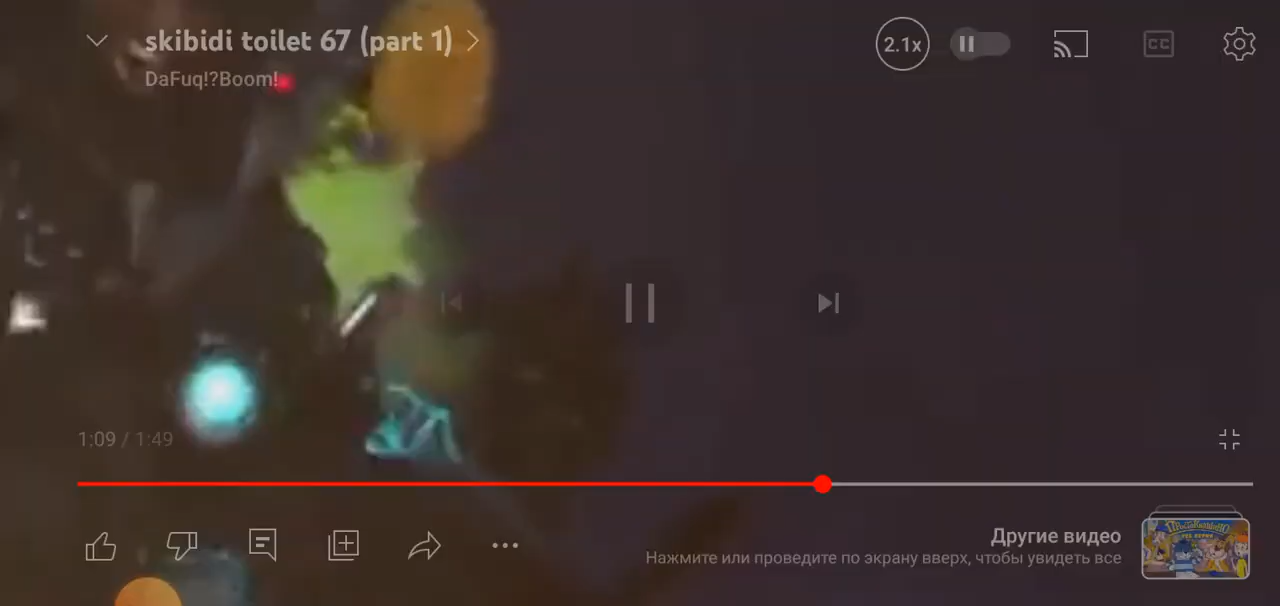 skibidi toilet 67 (part 1)
DaFuq!?Boom!
2.1x
CC
1:09 / 1:49
Другие видео
Нажмите или проведите по экрану вверх, чтобы увидеть все